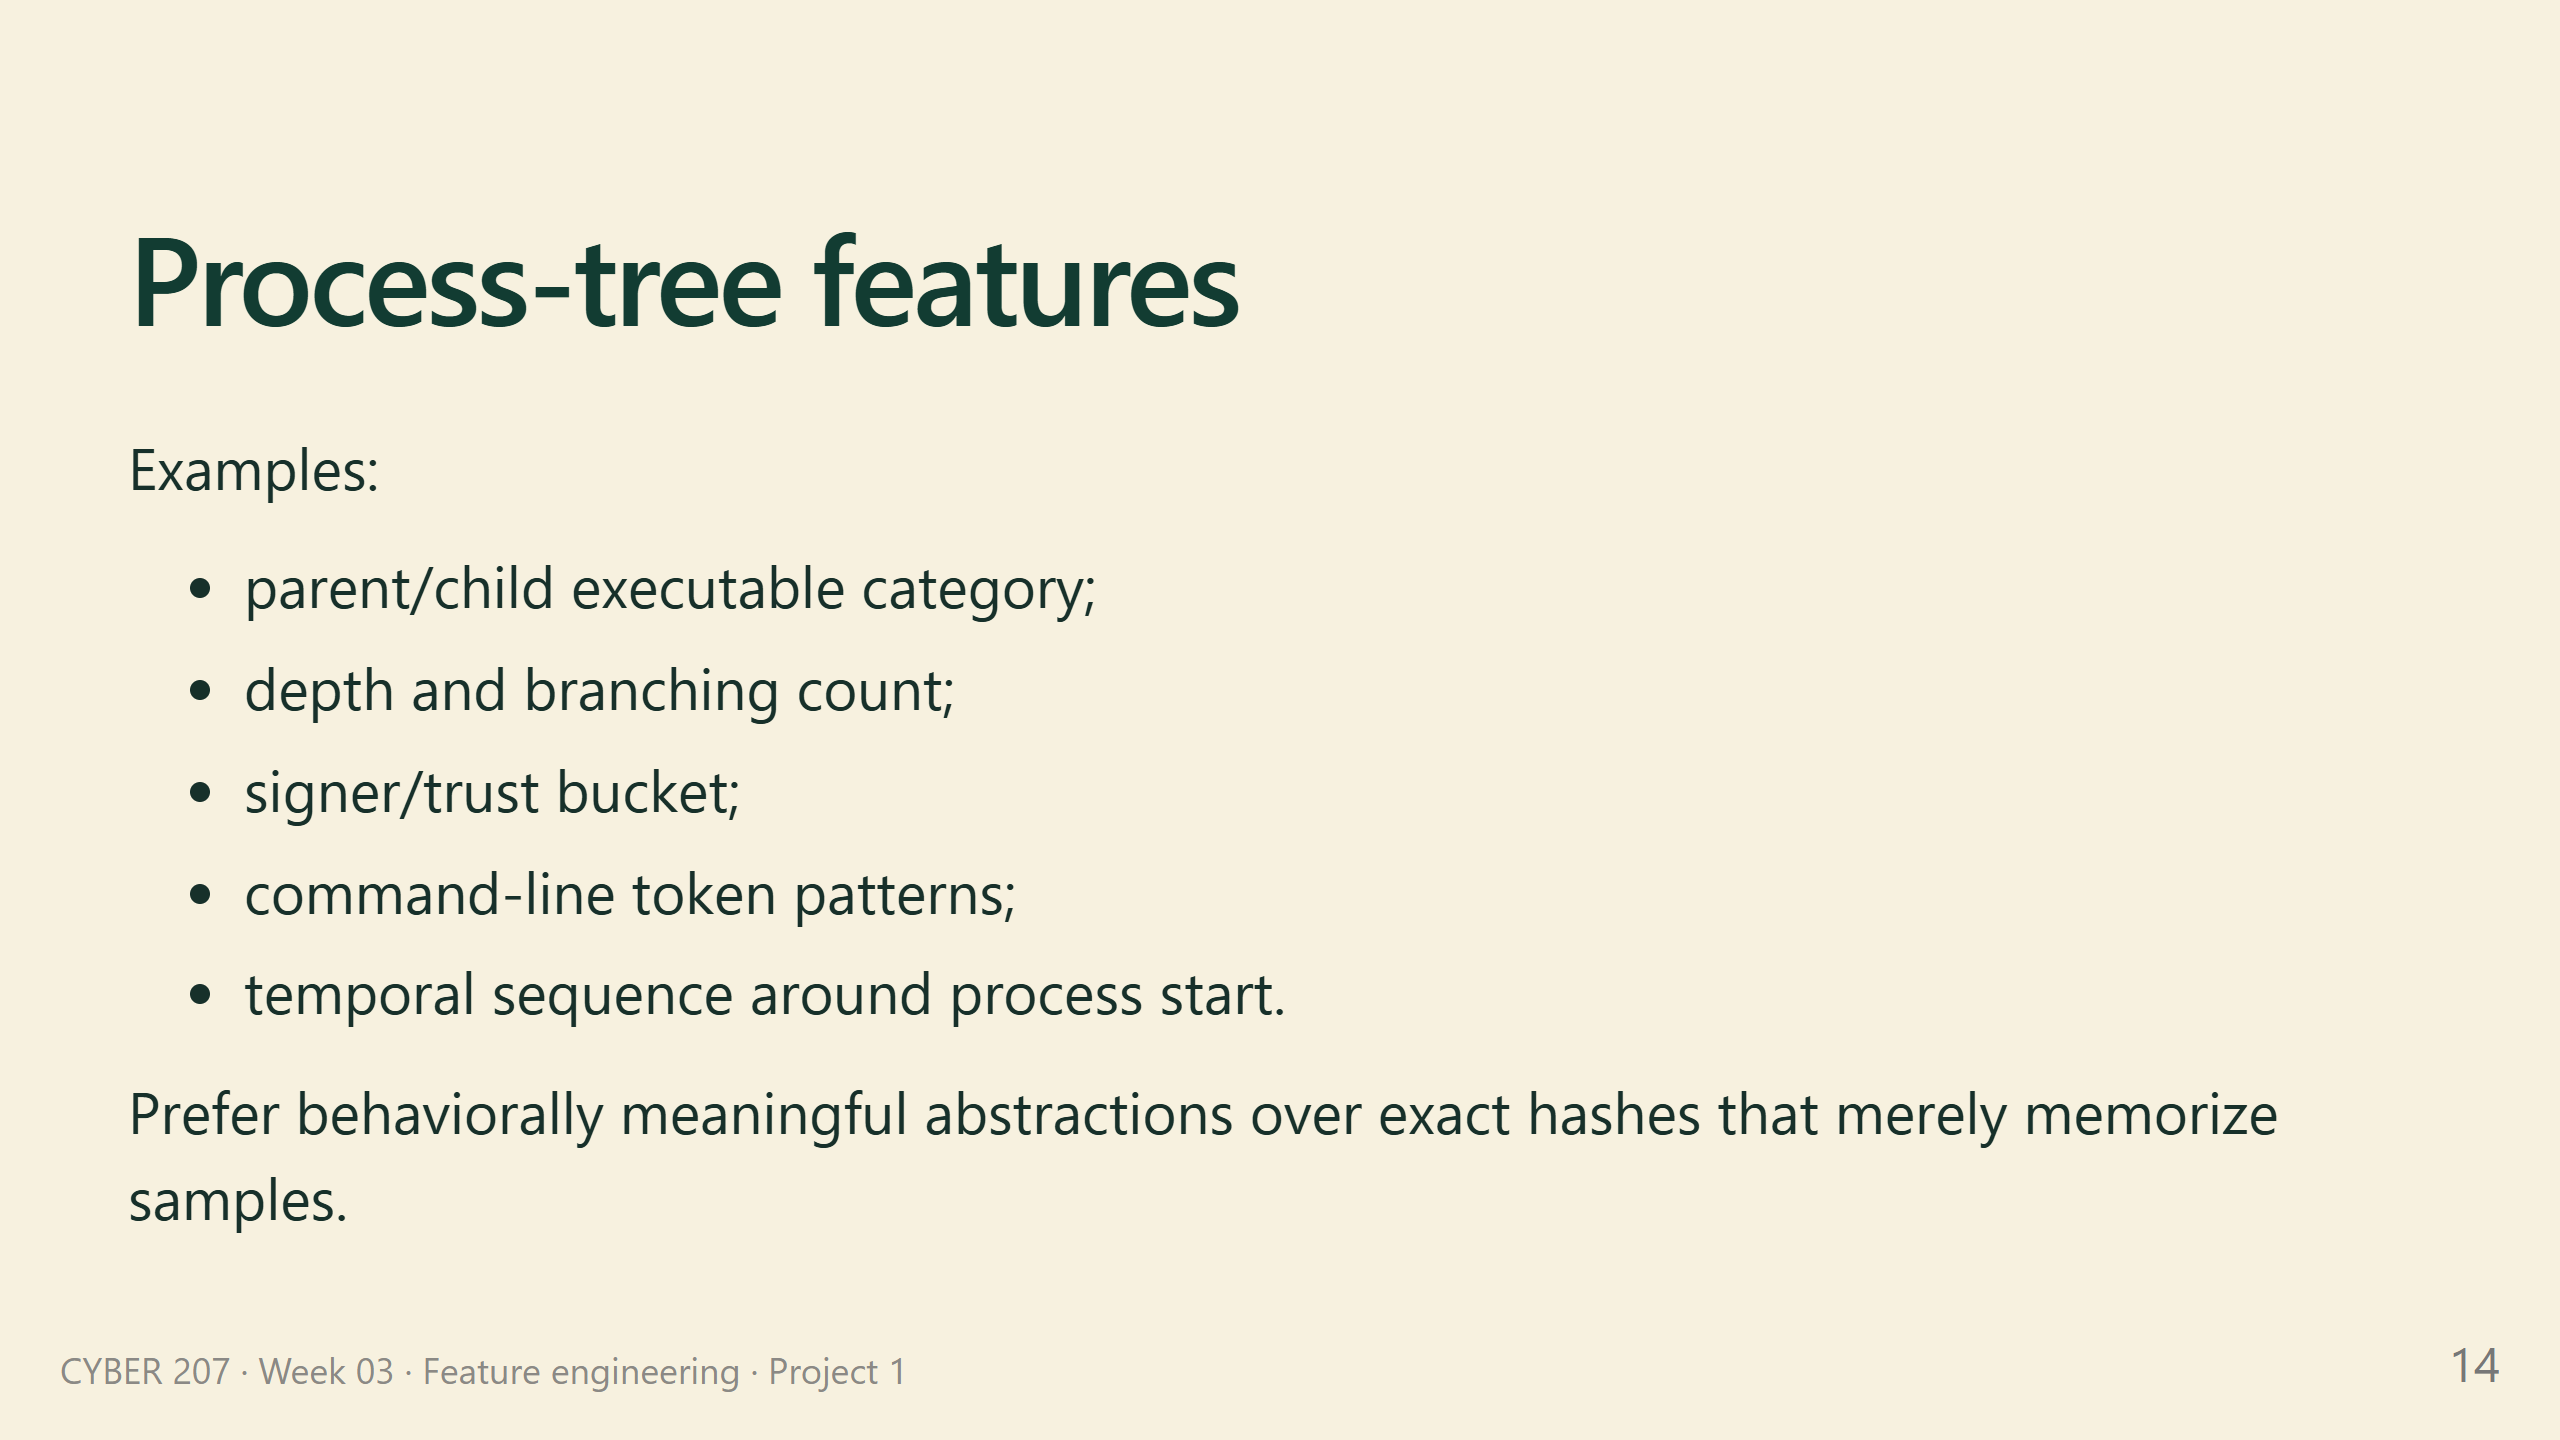 Process-tree features
Examples:
• parent/child executable category;
• depth and branching count;
• signer/trust bucket;
• command-line token patterns;
• temporal sequence around process start.
Prefer behaviorally meaningful abstractions over exact hashes that merely memorize
samples.
CYBER 207 · Week 03 · Feature engineering · Project 1
14